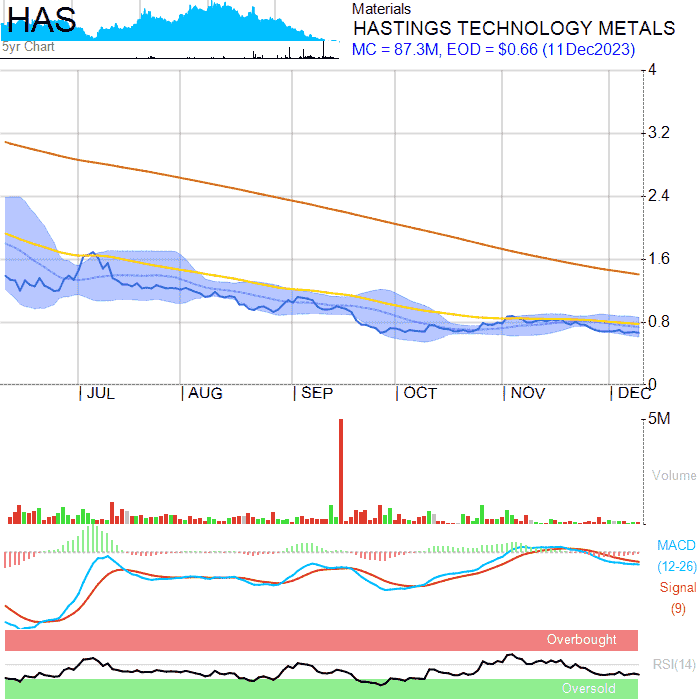 HAS
5yr Chart
Materials
HASTINGS TECHNOLOGY METALS
MC = 87.3M, EOD = $0.66 (11Dec2023)
4
3.2
2.4
1.6
0.8
0
JUL AUG SEP OCT NOV DEC
5M
Volume
MACD
(12-26)
Signal
(9)
Overbought
RSI(14)
Oversold